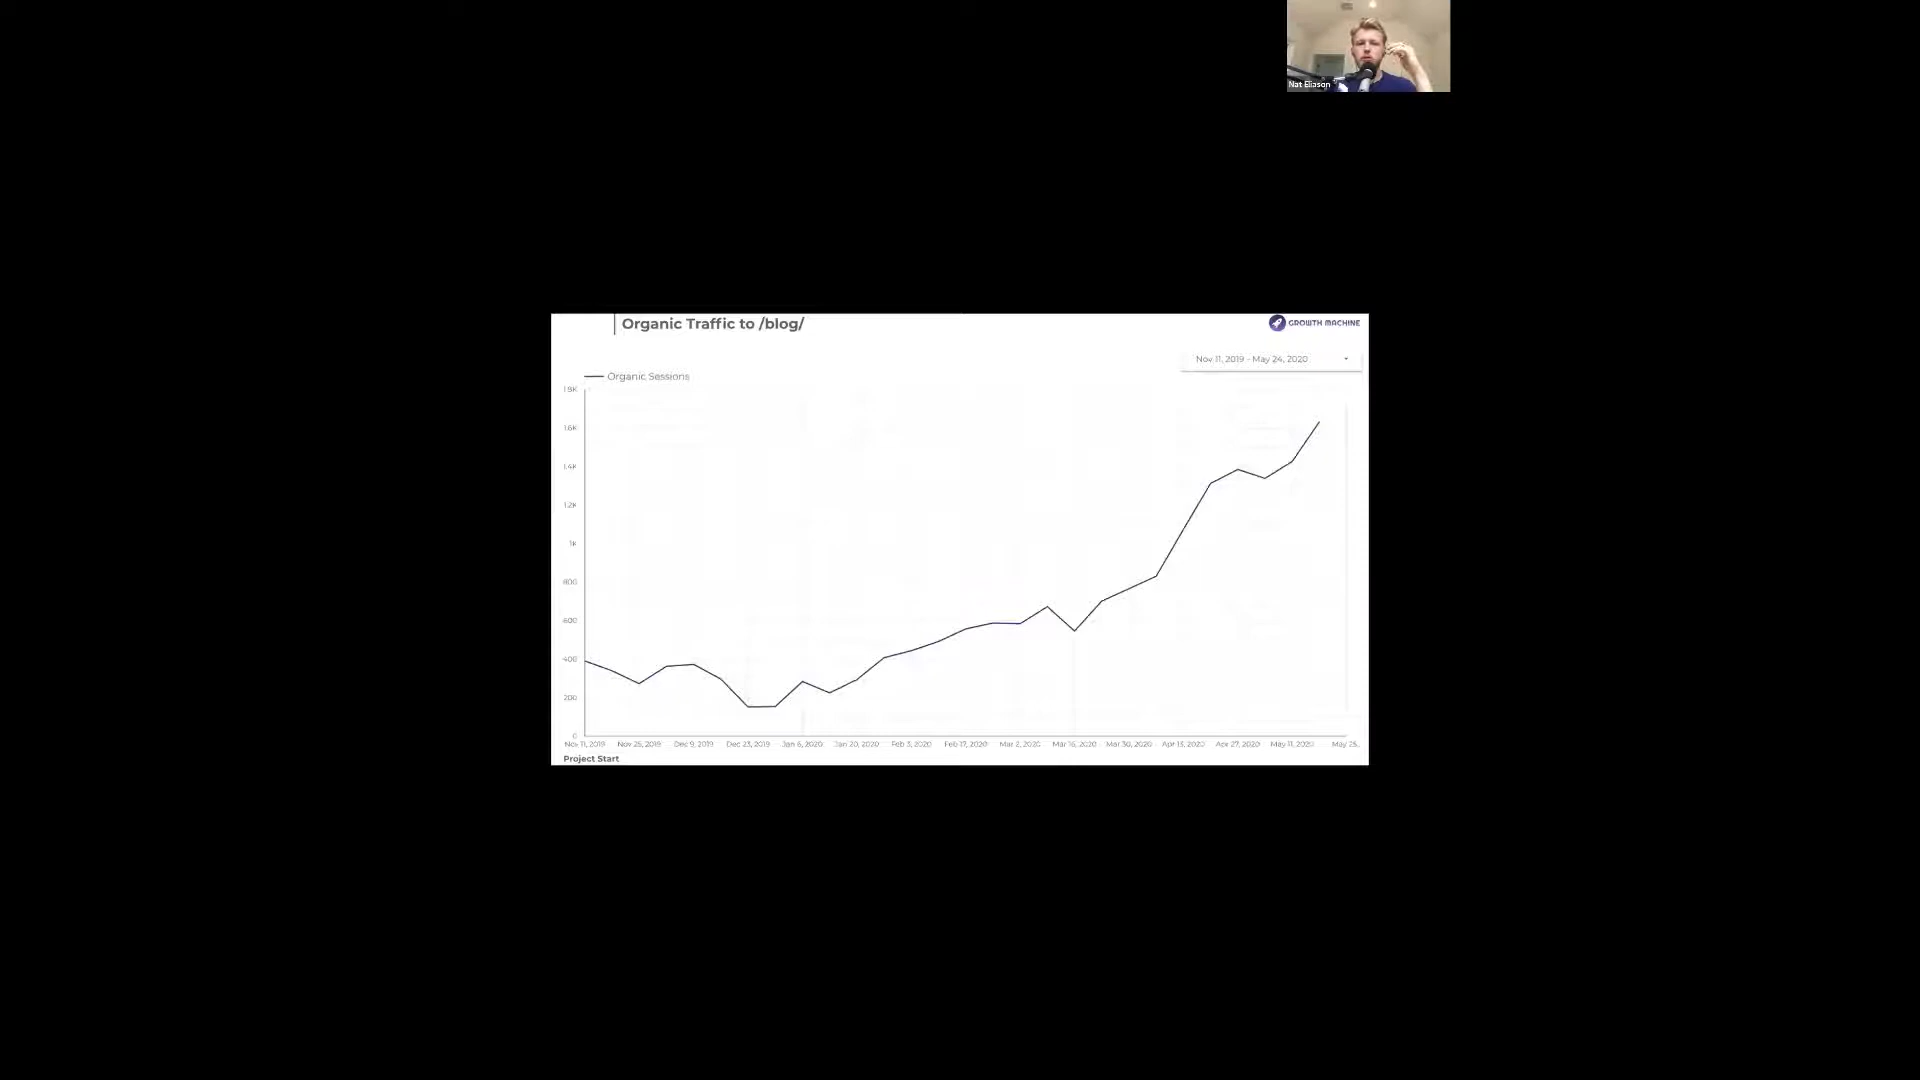 Nat Eliason
Organic Traffic to /blog/
GROWTH MACHINE
Nov 11, 2019 - May 24, 2020
Organic Sessions
1.8K
1.6K
1.4K
1.2K
1K
800
600
400
200
0
Nov 11, 2019 Nov 25, 2019 Dec 9, 2019 Dec 23, 2019 Jan 6, 2020 Jan 20, 2020 Feb 3, 2020 Feb 17, 2020 Mar 2, 2020 Mar 16, 2020 Mar 30, 2020 Apr 13, 2020 Apr 27, 2020 May 11, 2020 May 25...
Project Start